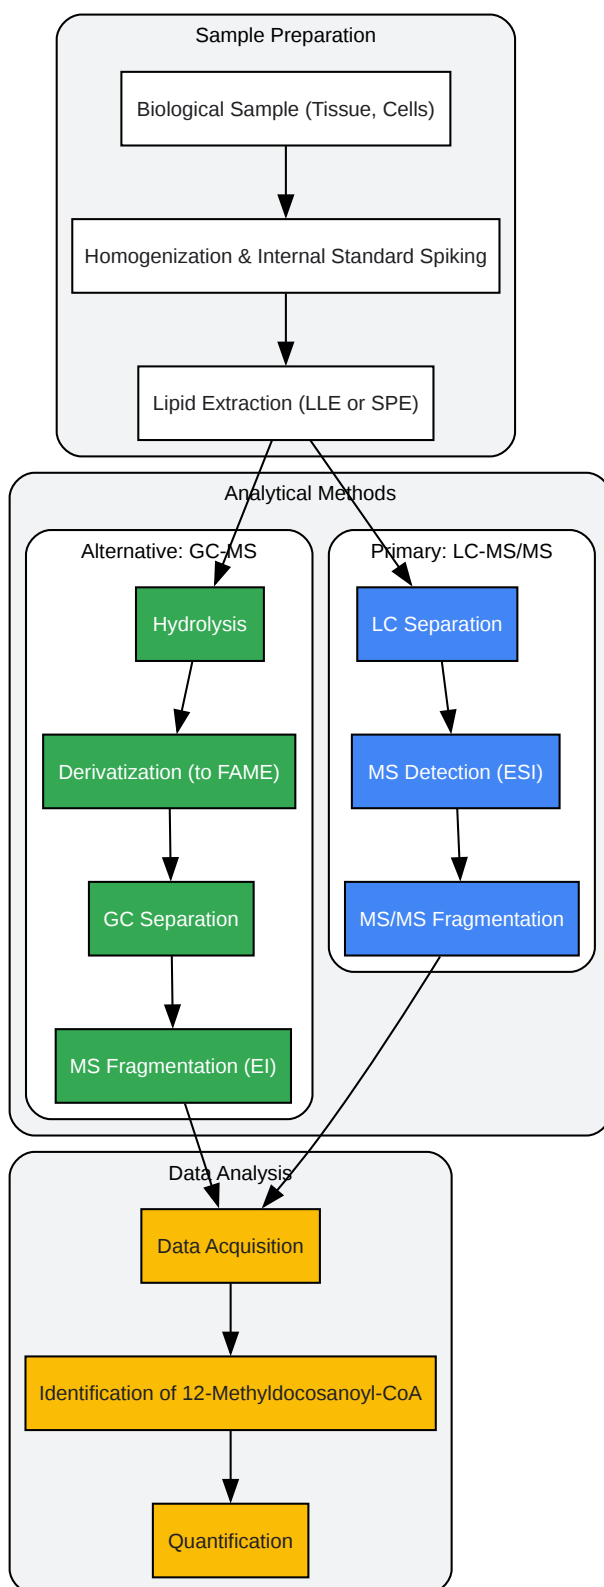 Sample Preparation
Biological Sample (Tissue, Cells)
Homogenization & Internal Standard Spiking
Lipid Extraction (LLE or SPE)
Analytical Methods
Alternative: GC-MS
Hydrolysis
Derivatization (to FAME)
GC Separation
MS Fragmentation (EI)
Primary: LC-MS/MS
LC Separation
MS Detection (ESI)
MS/MS Fragmentation
Data Analysis
Data Acquisition
Identification of 12-Methyldocosanoyl-CoA
Quantification